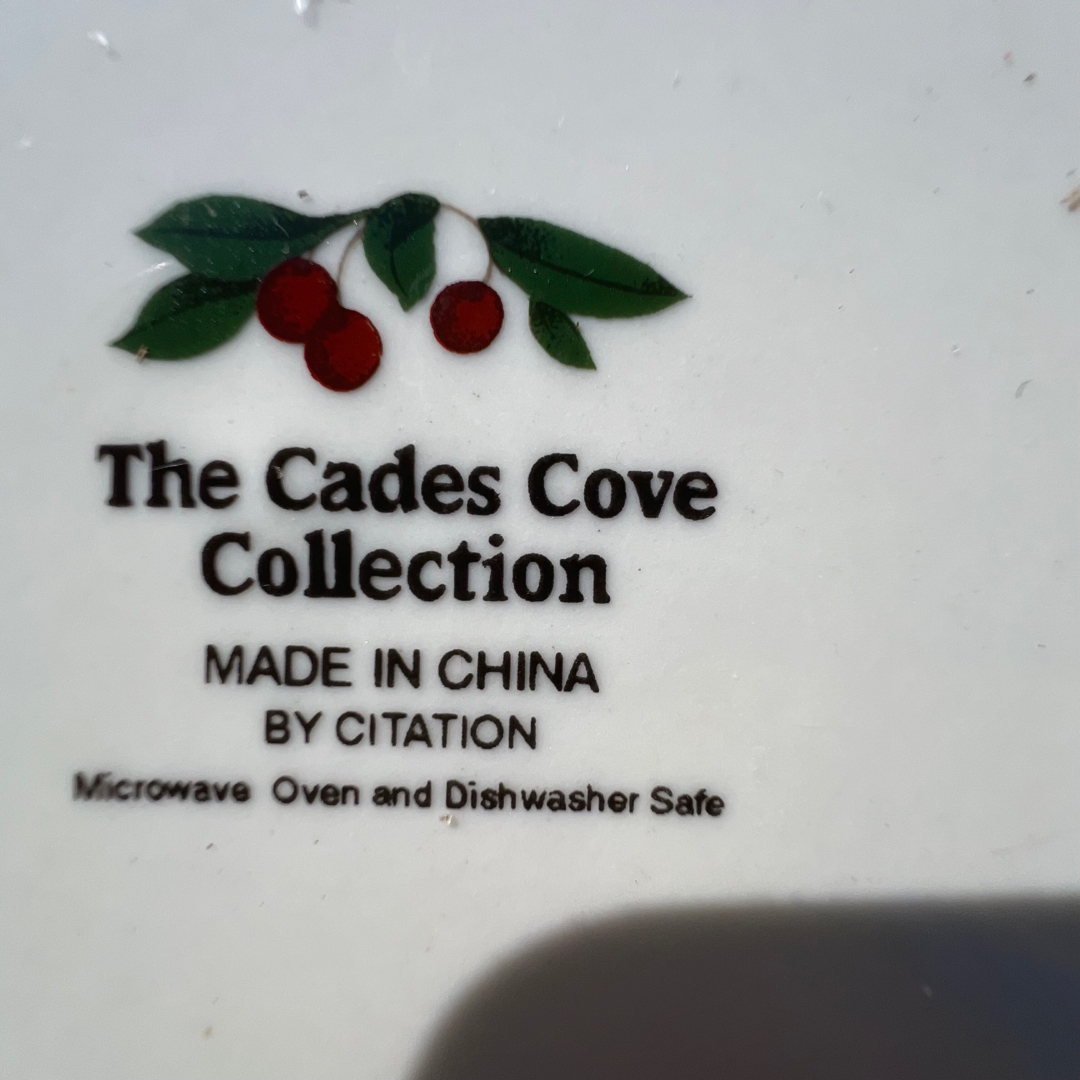 The Cades Cove
Collection
MADE IN CHINA
BY CITATION
Microwave Oven and Dishwasher Safe